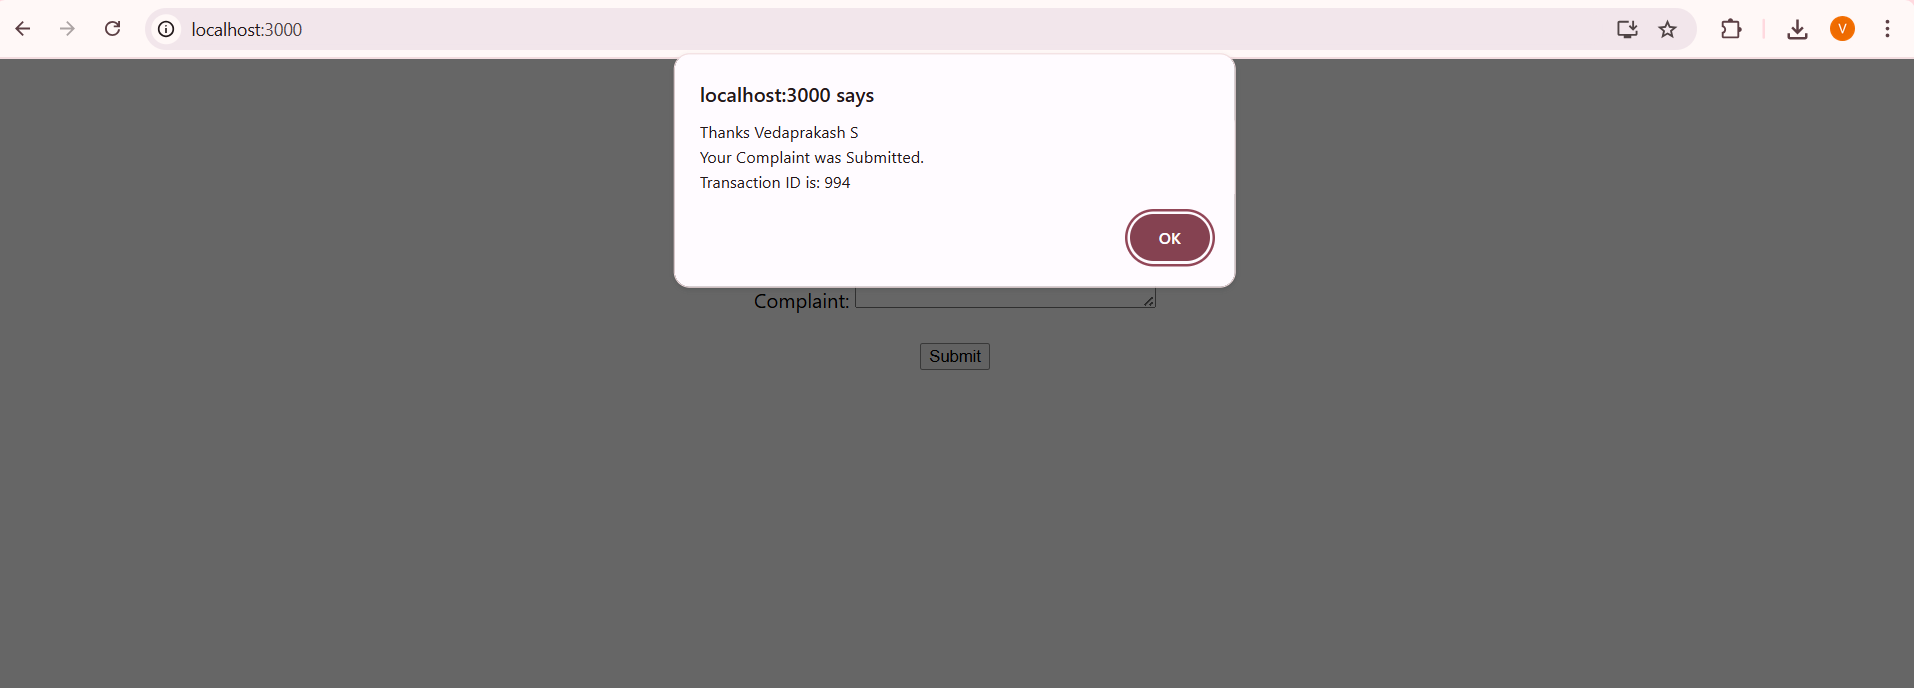 localhost:3000
V
localhost:3000 says
Thanks Vedaprakash S
Your Complaint was Submitted.
Transaction ID is: 994
OK
Complaint:
Submit